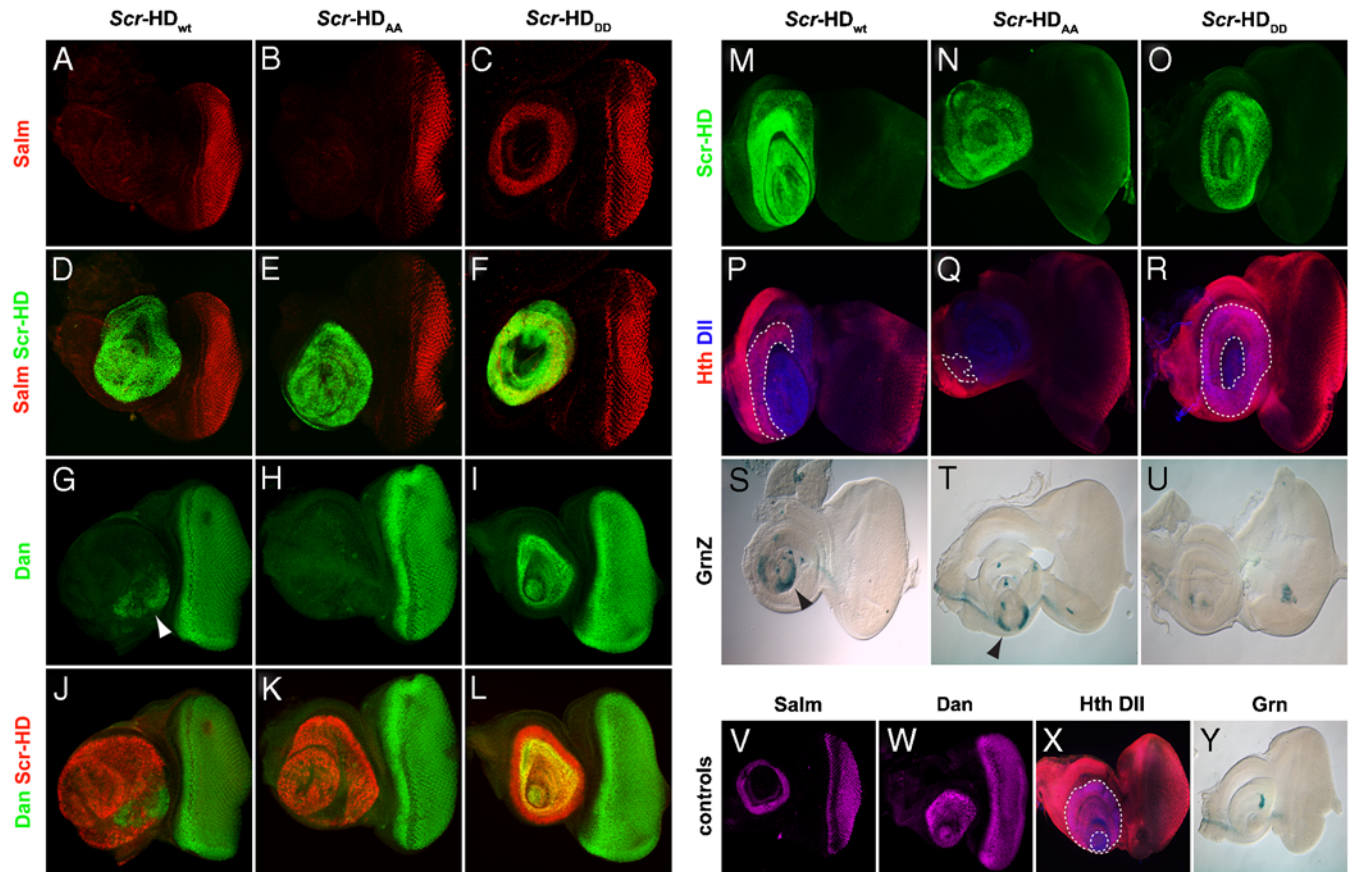 Scr-HDwt Scr-HDAA Scr-HDDD Scr-HDwt Scr-HDAA Scr-HDDD
Salm A B C
Scr-HD M N O
Salm Scr-HD D E F
Hth Dll P Q R
Dan G H I
GrnZ S T U
Dan Scr-HD J K L
Salm Dan Hth Dll Grn
controls V W X Y